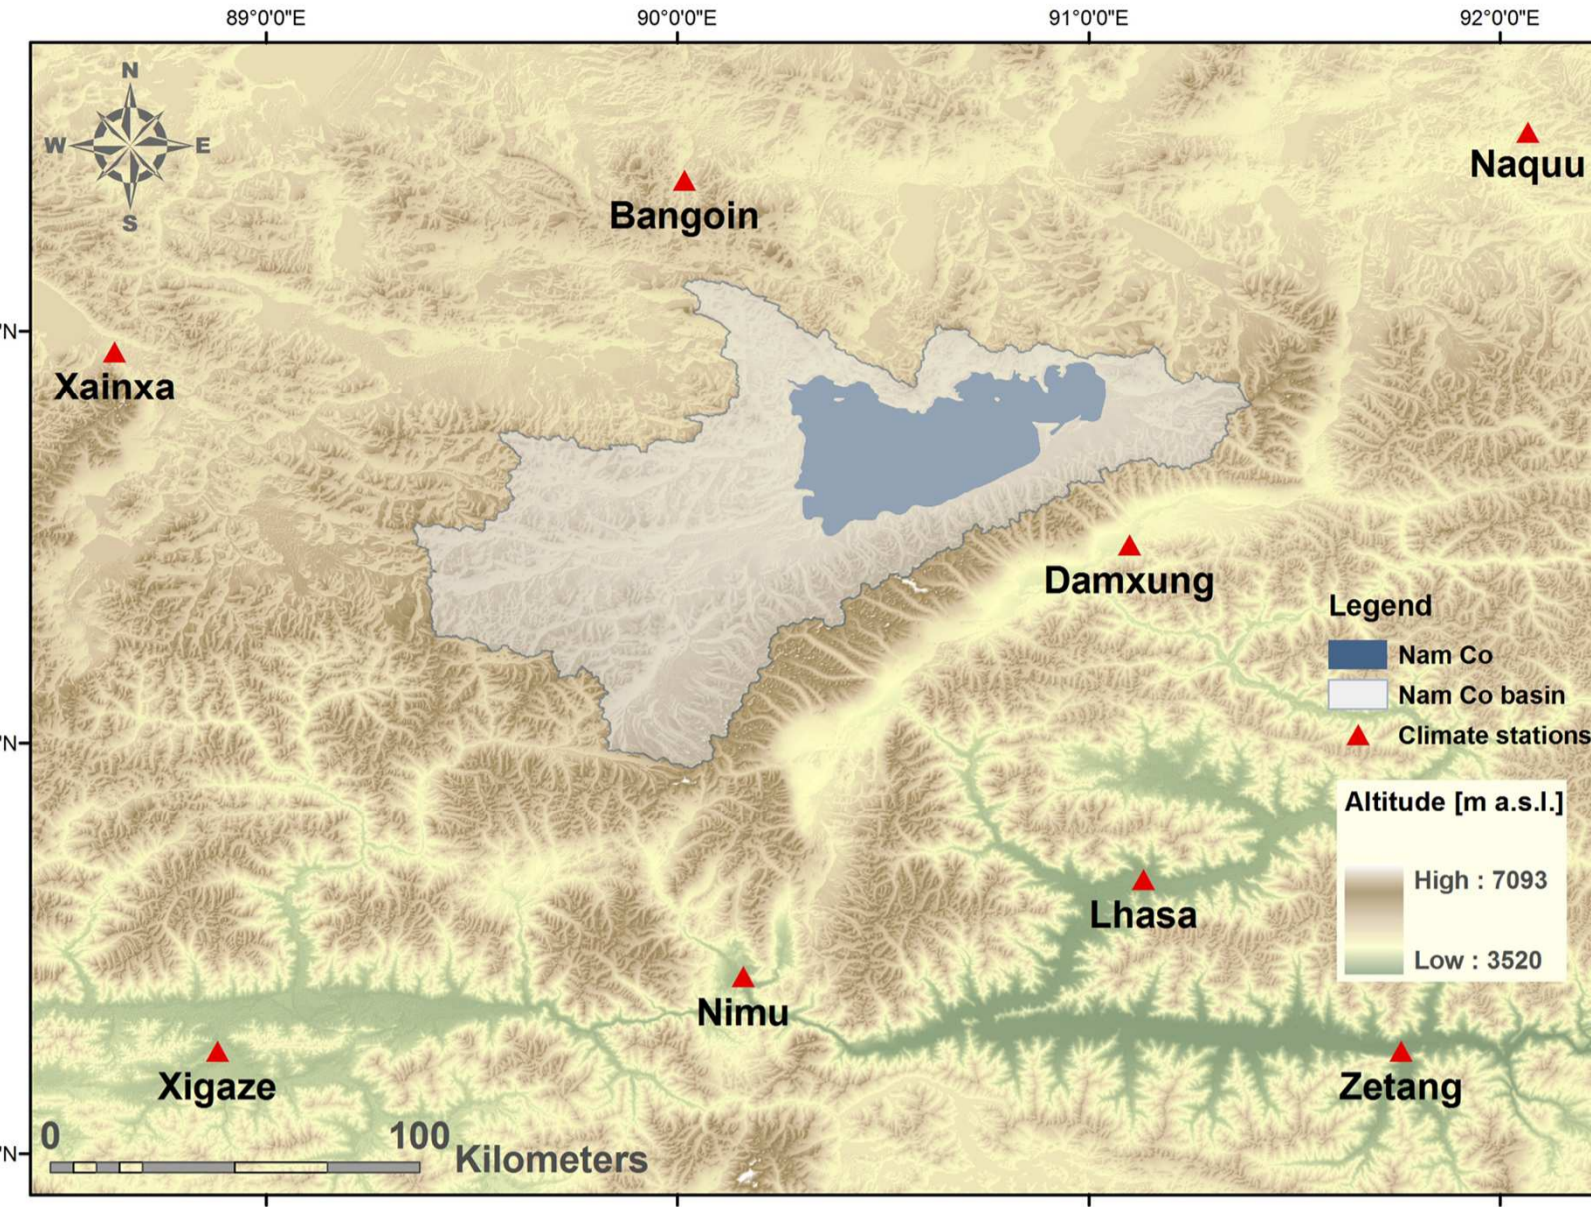 89°0'0"E 90°0'0"E 91°0'0"E 92°0'0"E
N
W E
S
Naquu
Bangoin
'N
Xainxa
Damxung
Legend
Nam Co
Nam Co basin
'N
Climate stations
Altitude [m a.s.l.]
High : 7093
Lhasa
Low : 3520
Nimu
Xigaze
Zetang
0 100
Kilometers
'N